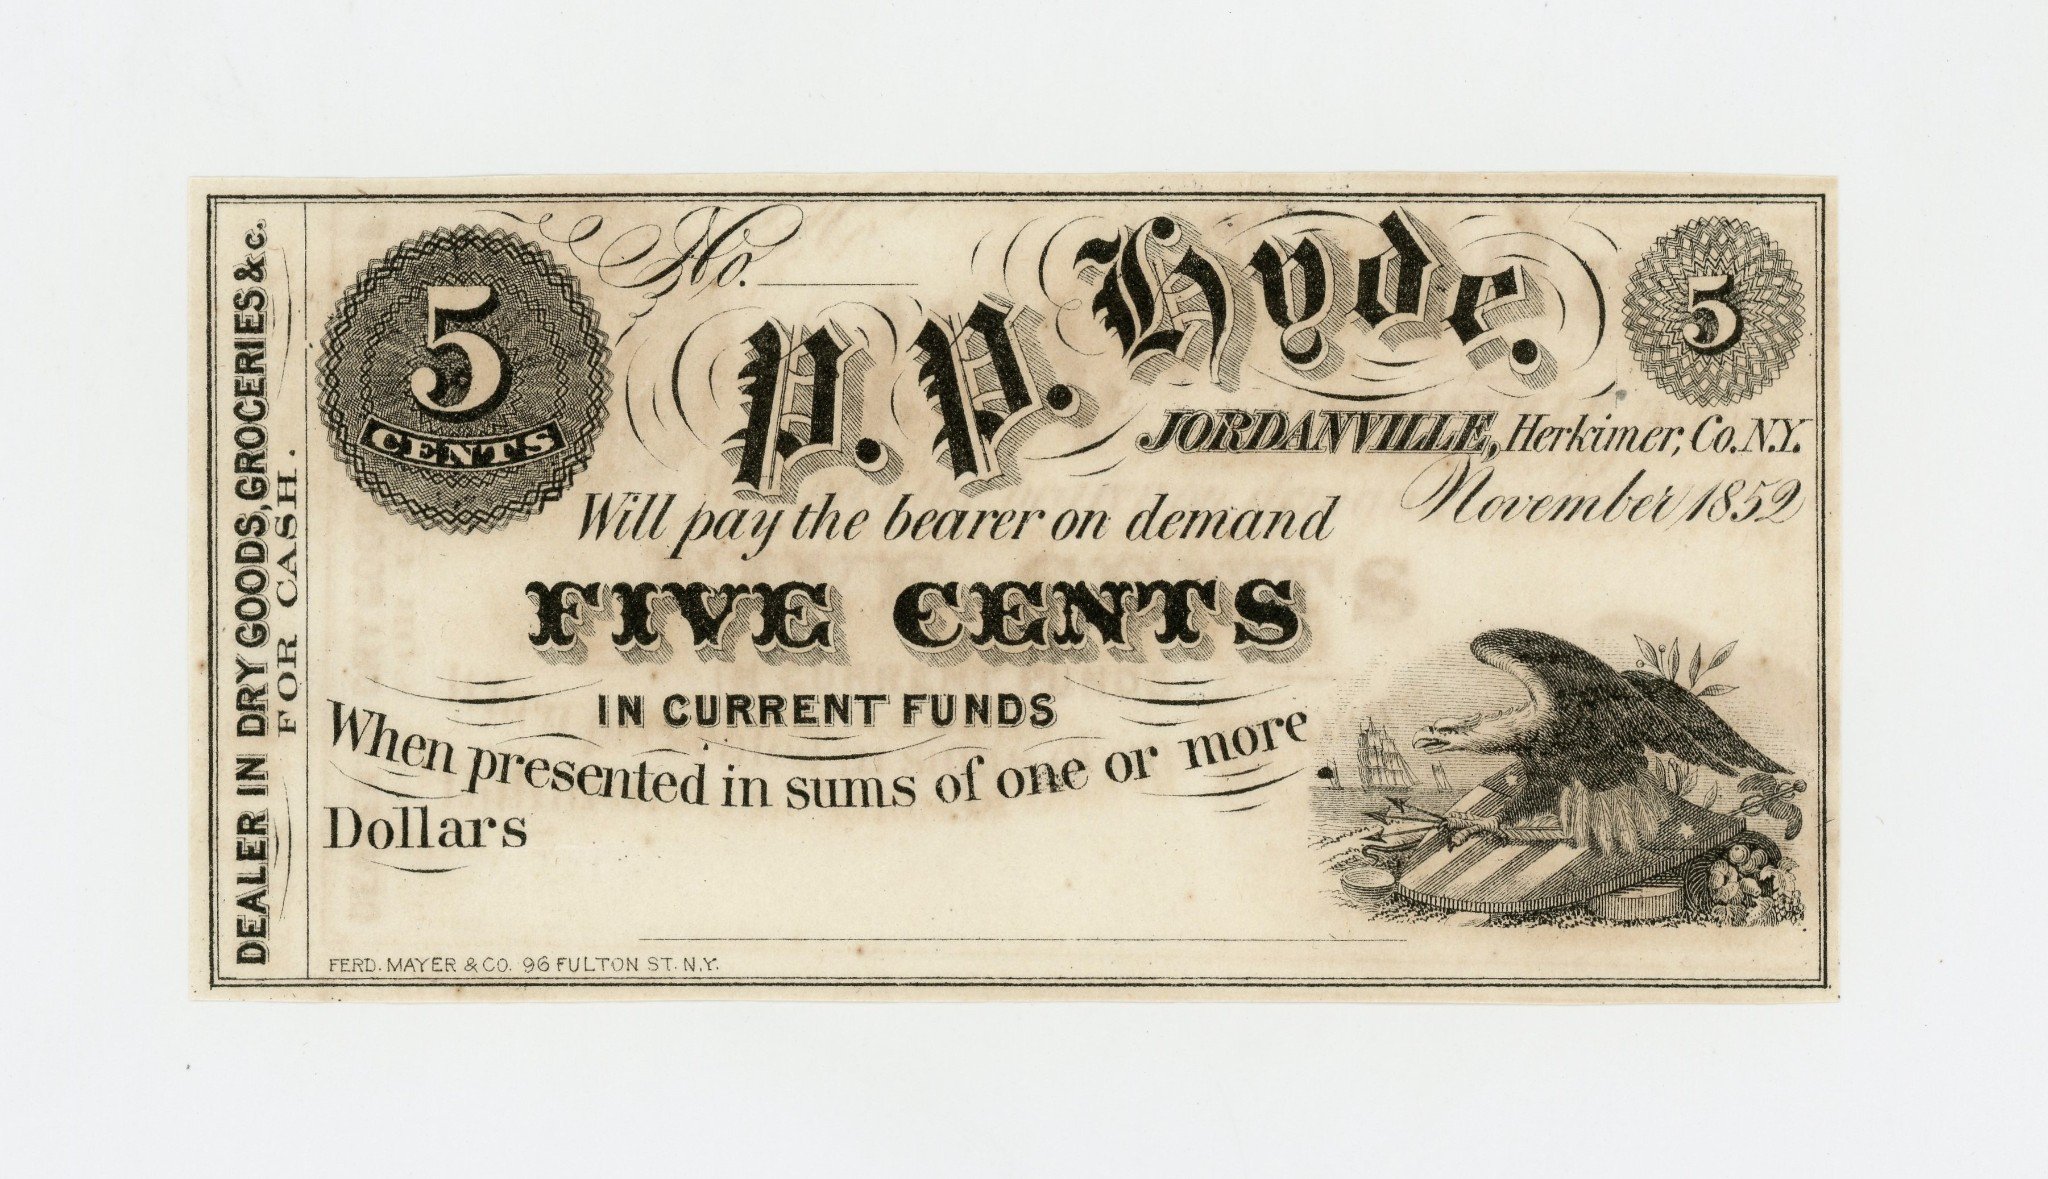 DEALER IN DRY GOODS, GROCERIES & c.
FOR CASH.
5
CENTS
No.
P. P. Hyde.
5
JORDANVILLE, Herkimer, Co. N.Y.
November 1852
Will pay the bearer on demand
FIVE CENTS
IN CURRENT FUNDS
When presented in sums of one or more
Dollars
FERD. MAYER & CO. 96 FULTON ST. N.Y.